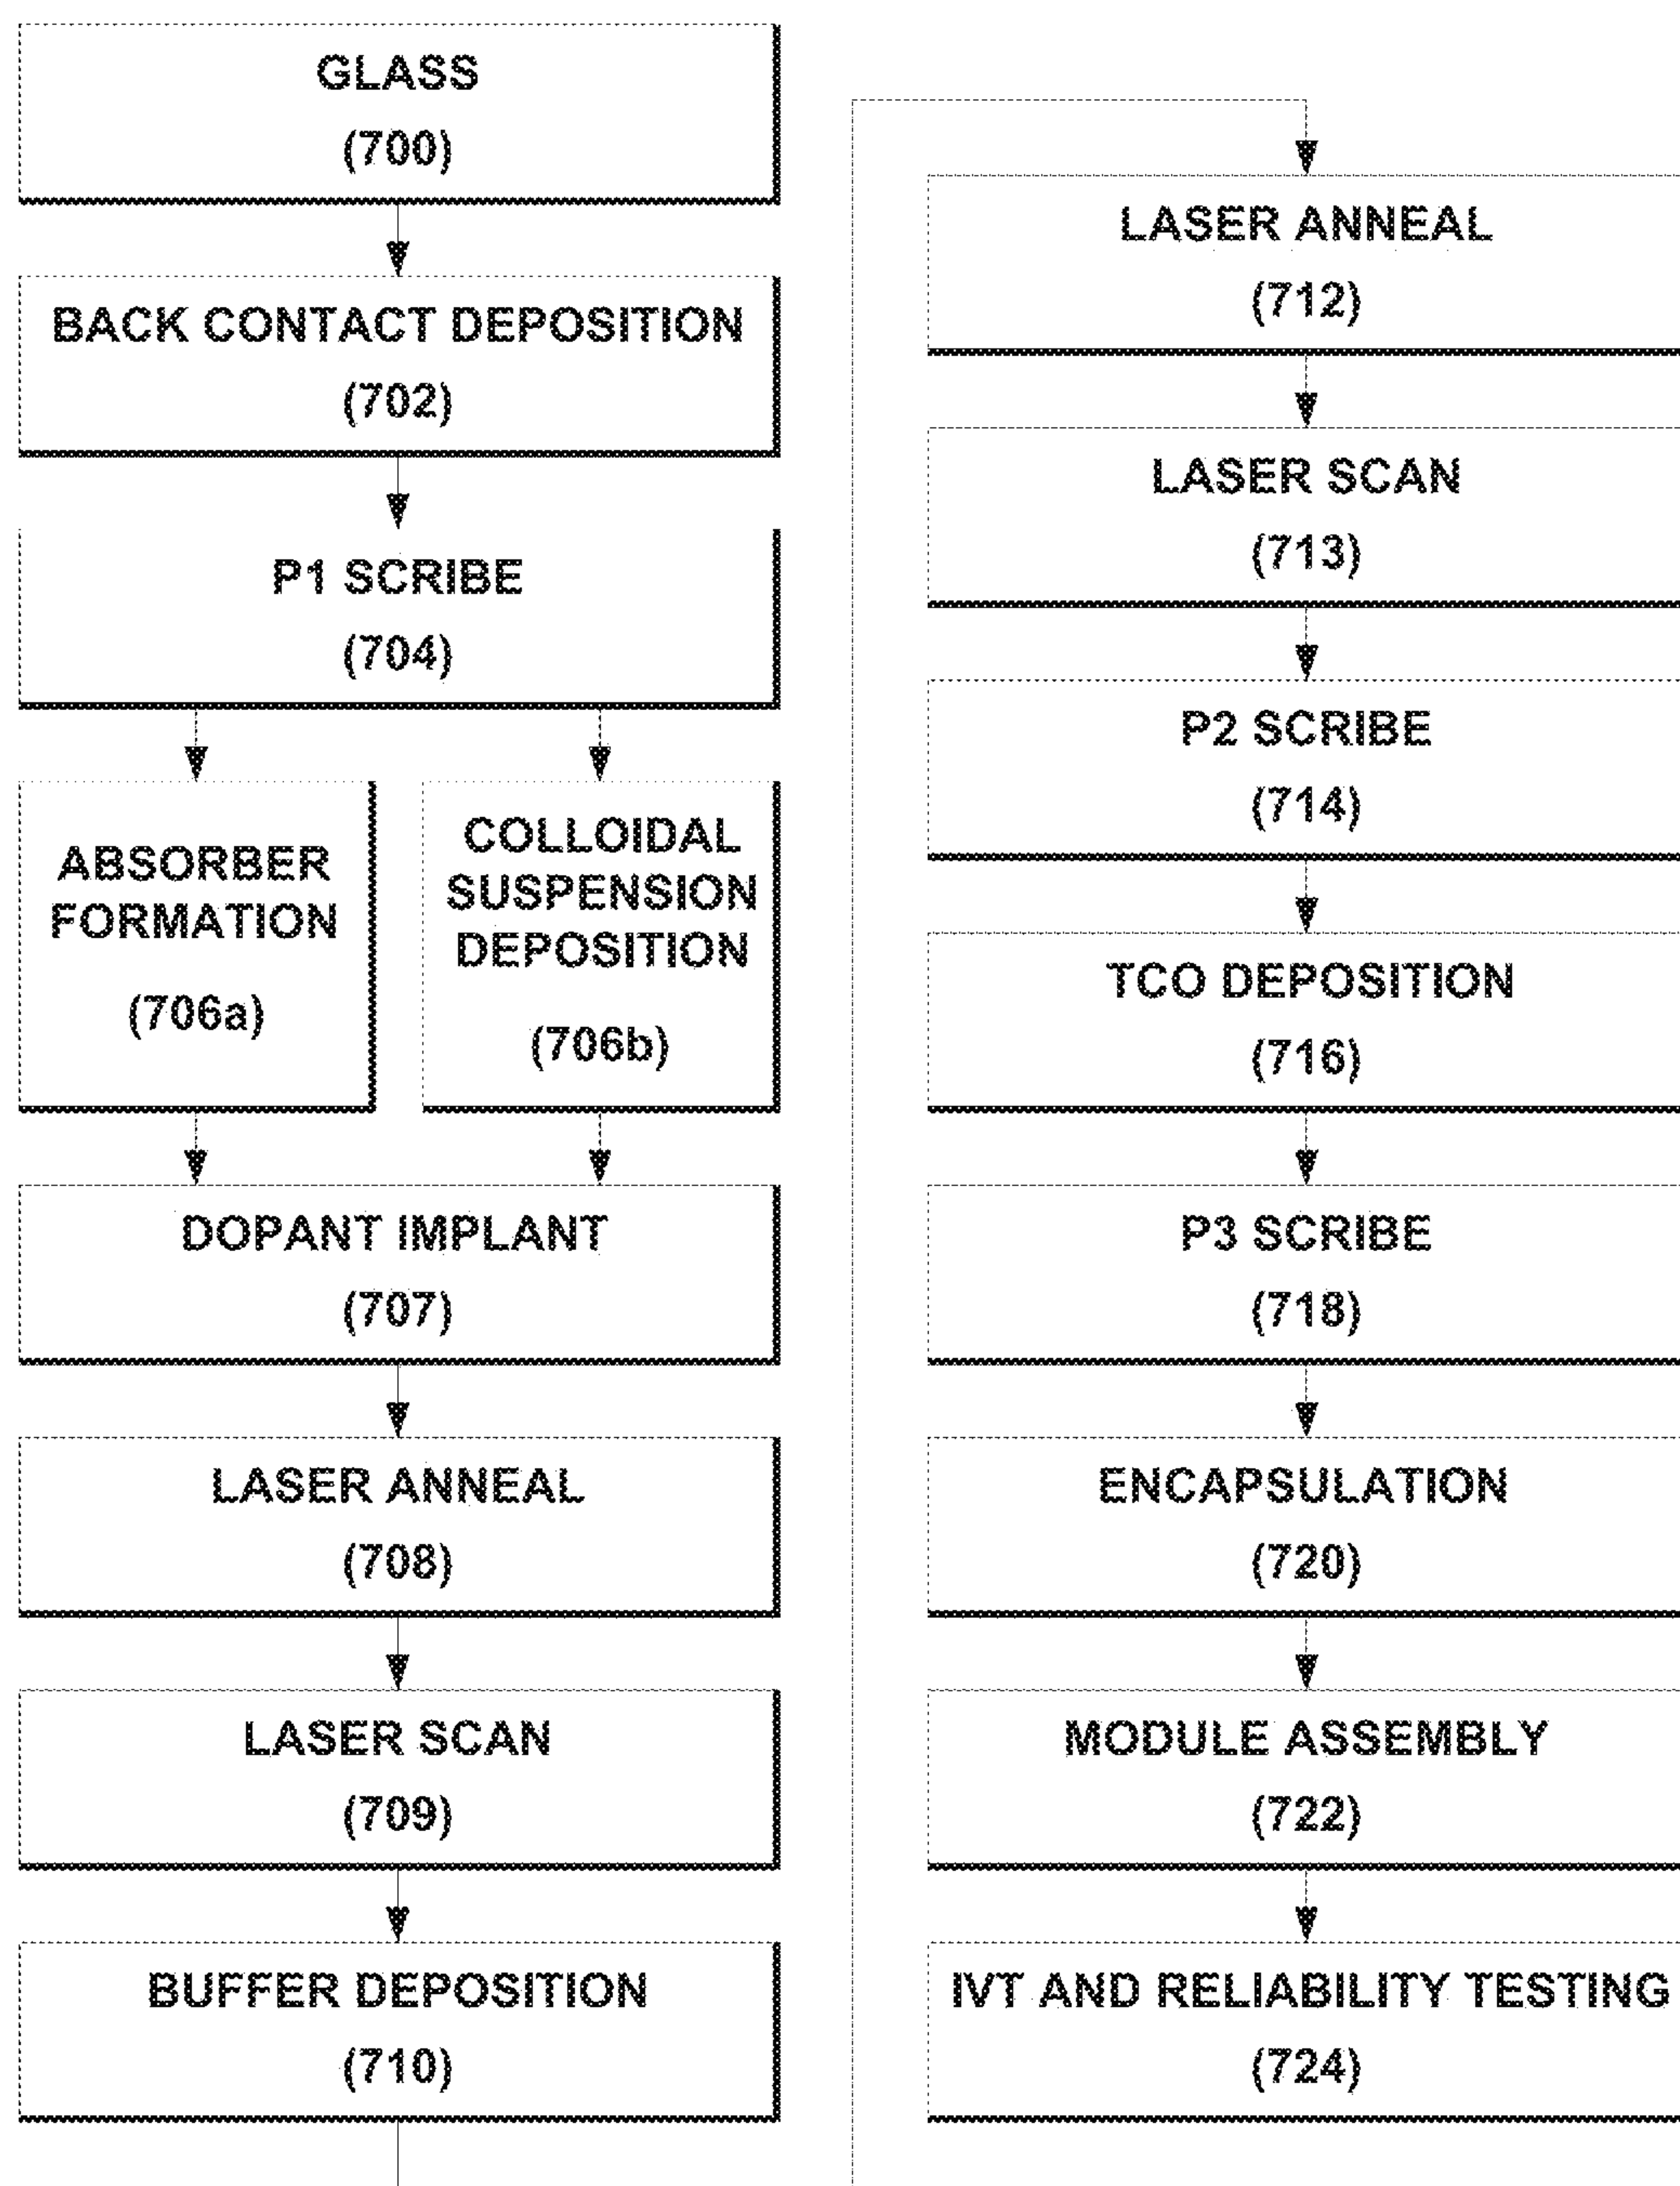 GLASS
(700)
BACK CONTACT DEPOSITION
(702)
P1 SCRIBE
(704)
ABSORBER
FORMATION
(706a)
COLLOIDAL
SUSPENSION
DEPOSITION
(706b)
DOPANT IMPLANT
(707)
LASER ANNEAL
(708)
LASER SCAN
(709)
BUFFER DEPOSITION
(710)
LASER ANNEAL
(712)
LASER SCAN
(713)
P2 SCRIBE
(714)
TCO DEPOSITION
(716)
P3 SCRIBE
(718)
ENCAPSULATION
(720)
MODULE ASSEMBLY
(722)
IVT AND RELIABILITY TESTING
(724)